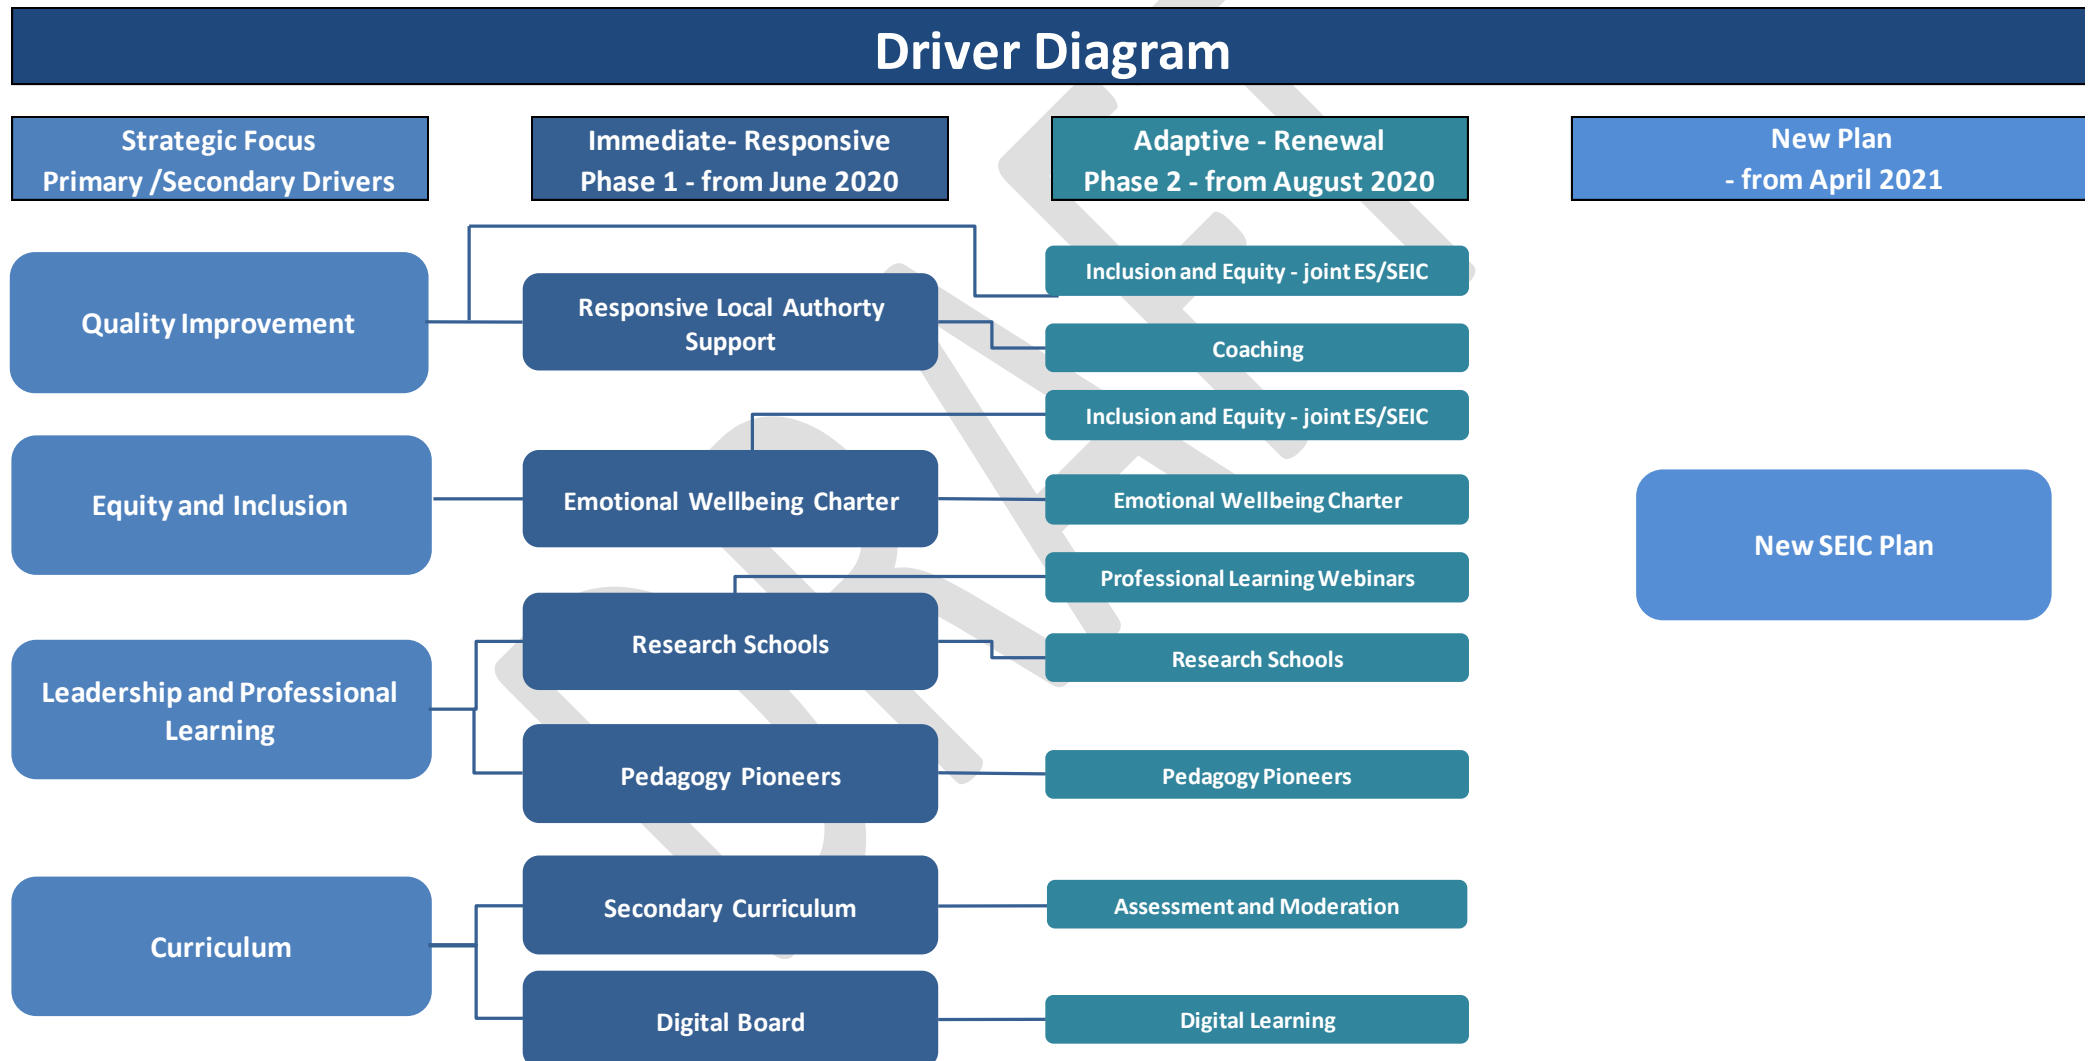 Driver Diagram
Strategic Focus
Primary /Secondary Drivers
Immediate- Responsive
Phase 1 - from June 2020
Adaptive - Renewal
Phase 2 - from August 2020
New Plan
- from April 2021
Quality Improvement
Responsive Local Authorty
Support
Inclusion and Equity - joint ES/SEIC
Coaching
Equity and Inclusion
Emotional Wellbeing Charter
Inclusion and Equity - joint ES/SEIC
Emotional Wellbeing Charter
Leadership and Professional
Learning
Research Schools
Professional Learning Webinars
Research Schools
Pedagogy Pioneers
Pedagogy Pioneers
Curriculum
Secondary Curriculum
Assessment and Moderation
Digital Board
Digital Learning
New SEIC Plan
DRAFT